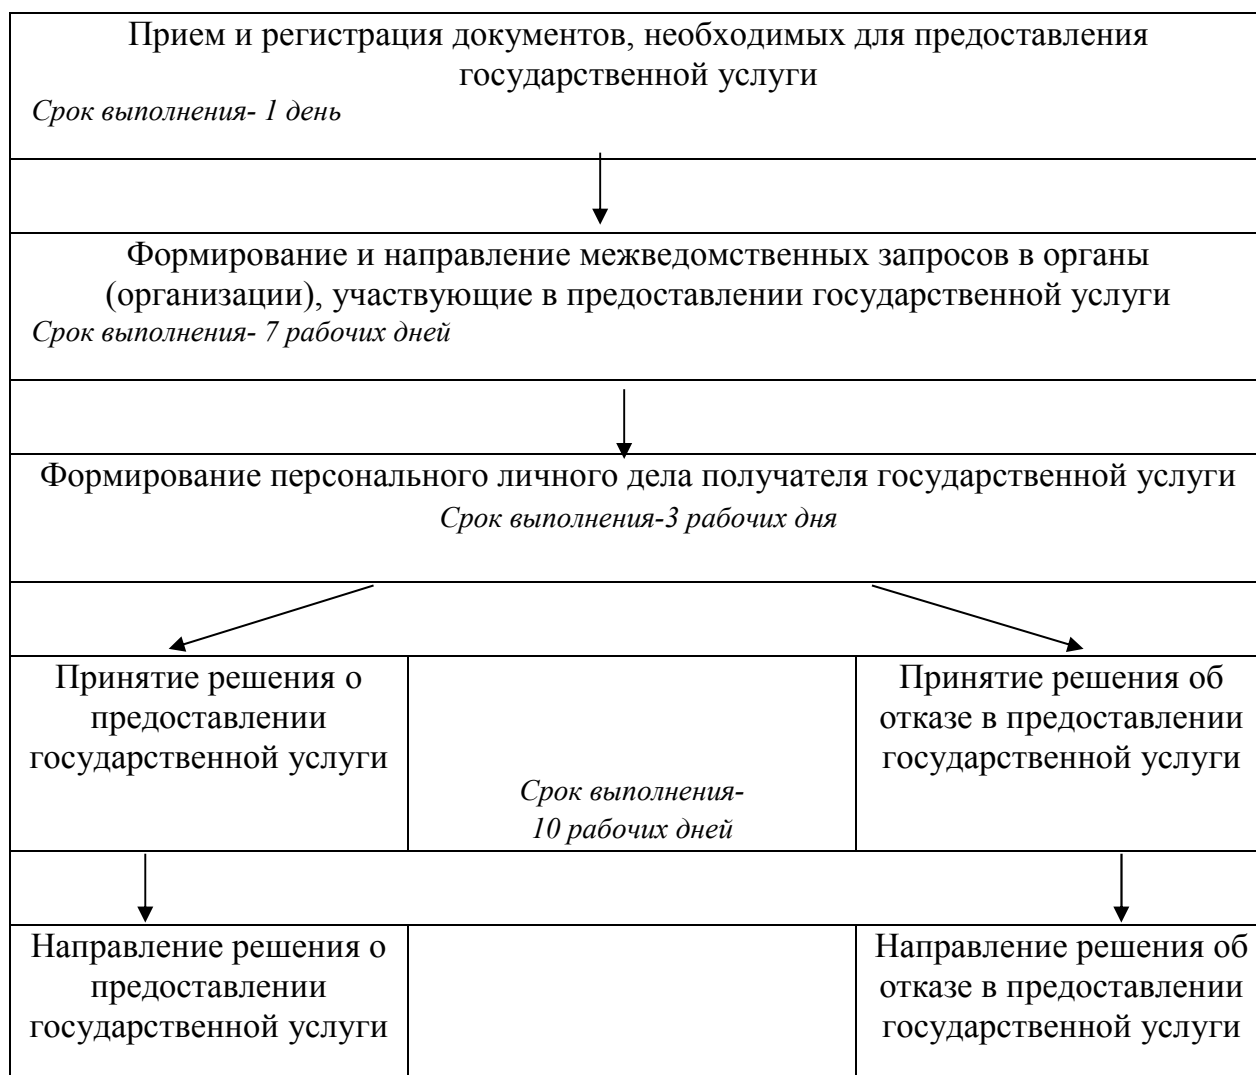 Прием и регистрация документов, необходимых для предоставления
государственной услуги
Срок выполнения- 1 день
Формирование и направление межведомственных запросов в органы
(организации), участвующие в предоставлении государственной услуги
Срок выполнения- 7 рабочих дней
Формирование персонального личного дела получателя государственной услуги
Срок выполнения-3 рабочих дня
Принятие решения о
предоставлении
государственной услуги
Срок выполнения-
10 рабочих дней
Принятие решения об
отказе в предоставлении
государственной услуги
Направление решения о
предоставлении
государственной услуги
Направление решения об
отказе в предоставлении
государственной услуги